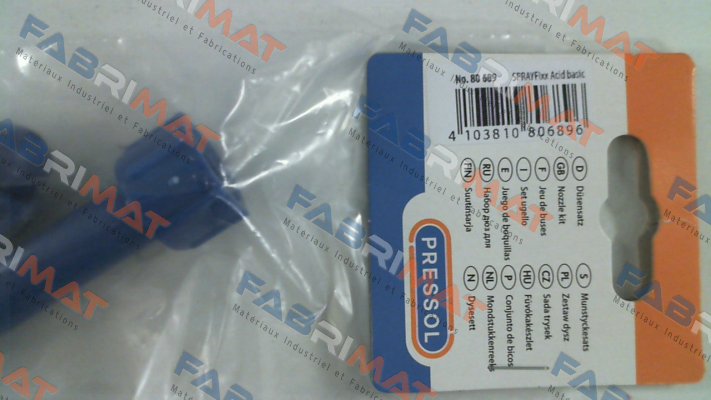 No. 80 689 SPRAYFixx Acid basic
4 103810 806896
D Düsensatz
GB Nozzle kit
F Jeu de buses
I Set ugello
E Juego de boquillas
RU Набор дюз для
FIN Suutinsarja
S Munstyckesats
PL Zestaw dysz
CZ Sada trysek
HU Fúvókakészlet
P Conjunto de bicos
NL Mondstukkenreeks
N Dysesett
PRESSOL
FABRIMAT
Materiaux Industriel et Fabrications